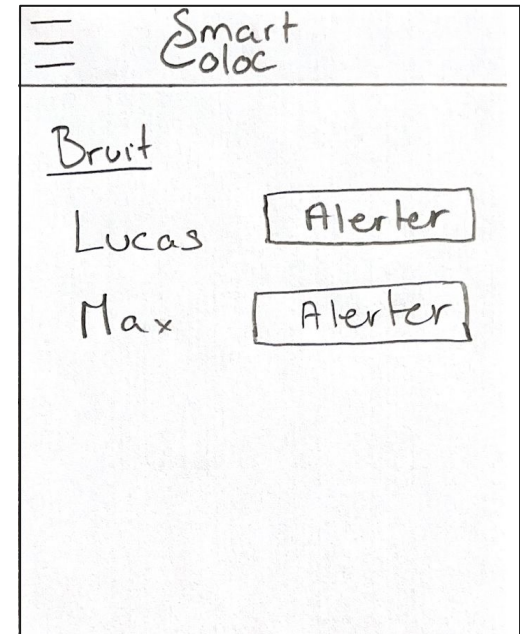 Smart
Coloc
Bruit
Lucas Alerter
Max Alerter